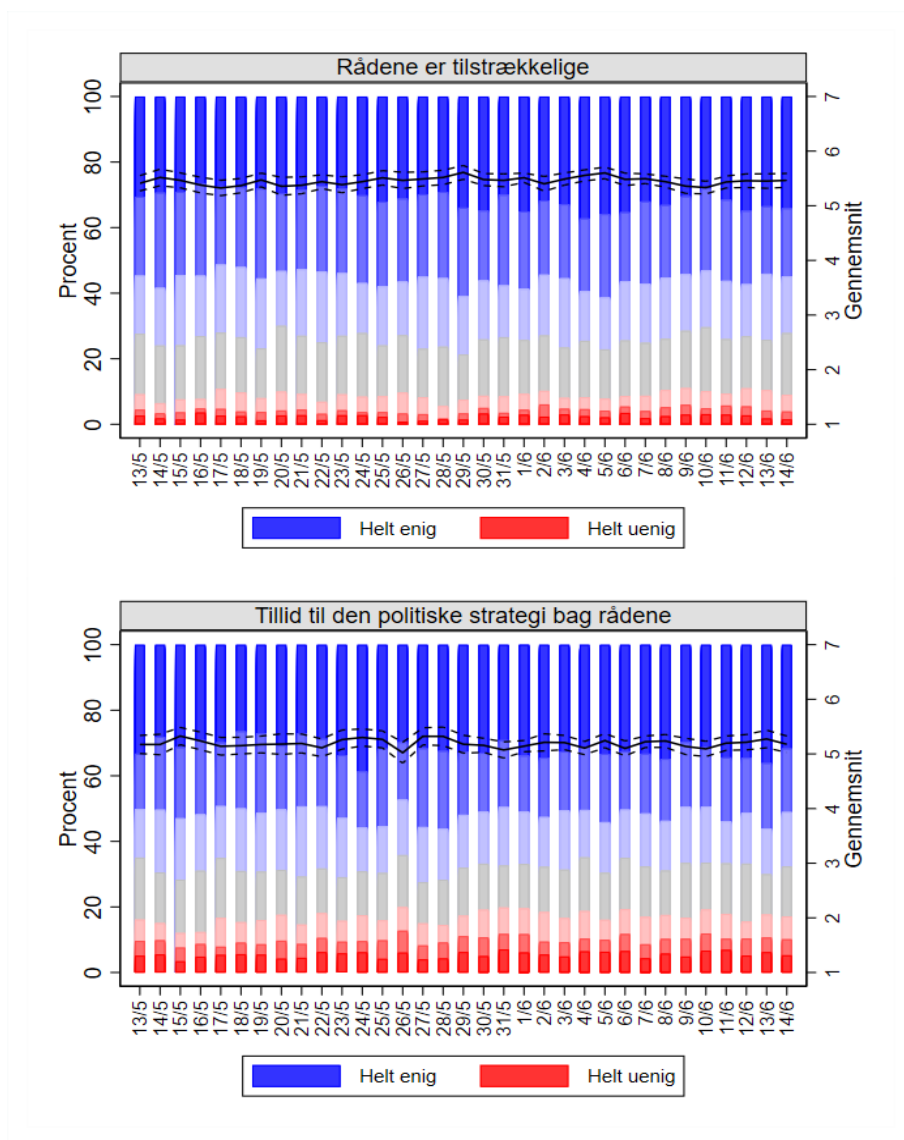 Rådene er tilstrækkelige
Procent
0 20 40 60 80 100
Gennemsnit
1 2 3 4 5 6 7
13/5 14/5 15/5 16/5 17/5 18/5 19/5 20/5 21/5 22/5 23/5 24/5 25/5 26/5 27/5 28/5 29/5 30/5 31/5 1/6 2/6 3/6 4/6 5/6 6/6 7/6 8/6 9/6 10/6 11/6 12/6 13/6 14/6
Helt enig Helt uenig
Tillid til den politiske strategi bag rådene
Procent
0 20 40 60 80 100
Gennemsnit
1 2 3 4 5 6 7
13/5 14/5 15/5 16/5 17/5 18/5 19/5 20/5 21/5 22/5 23/5 24/5 25/5 26/5 27/5 28/5 29/5 30/5 31/5 1/6 2/6 3/6 4/6 5/6 6/6 7/6 8/6 9/6 10/6 11/6 12/6 13/6 14/6
Helt enig Helt uenig